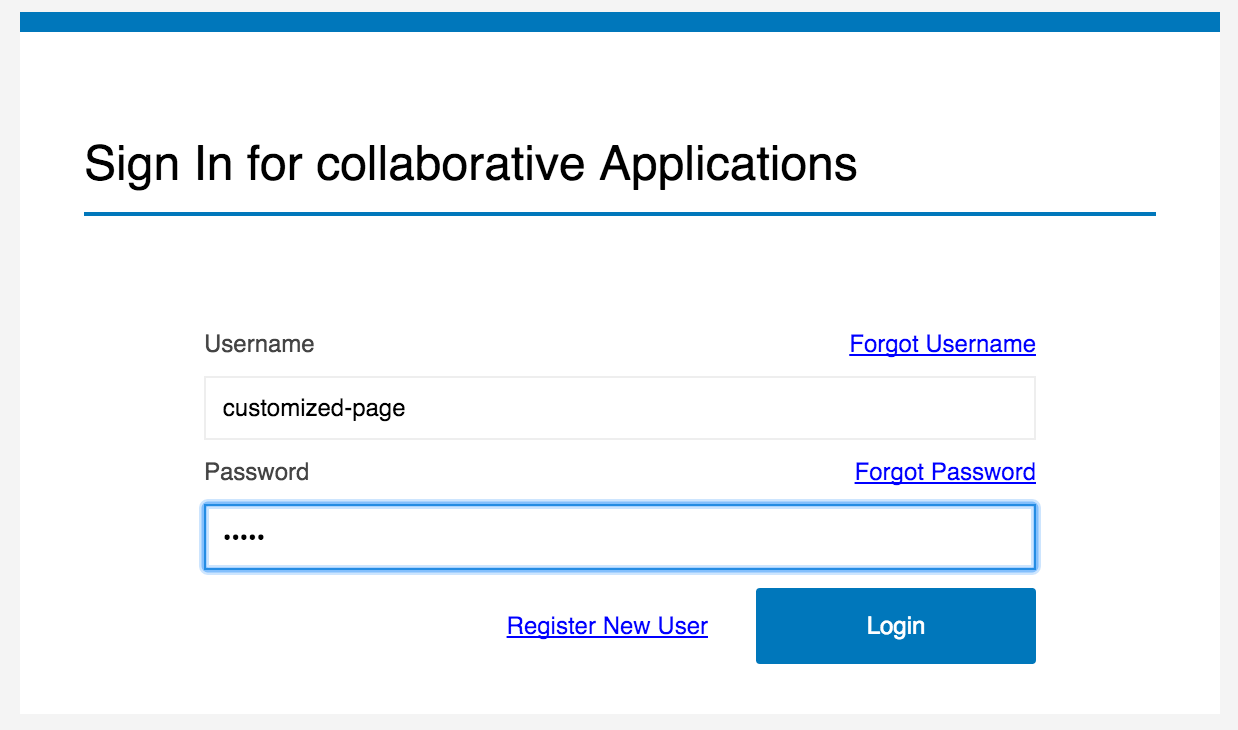 Sign In for collaborative Applications
Username Forgot Username
customized-page
Password Forgot Password
•••••
Register New User Login